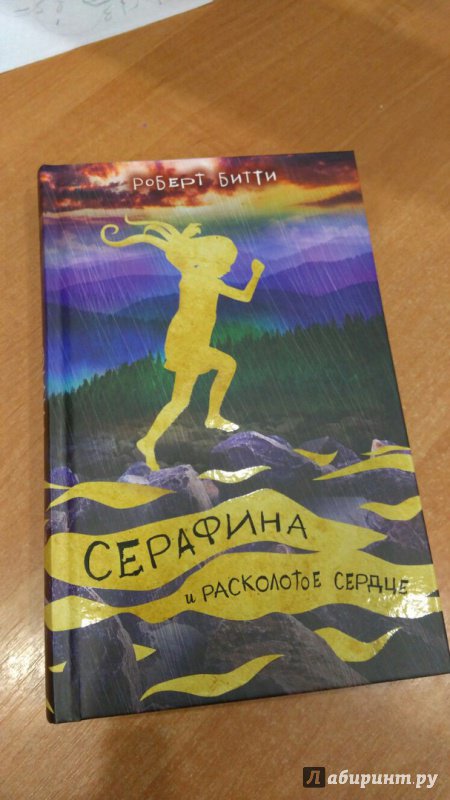 РОБЕРТ БИТТИ
СЕРАФИНА
и РАСКОЛОТОЕ СЕРДЦЕ
Лабиринт.ру